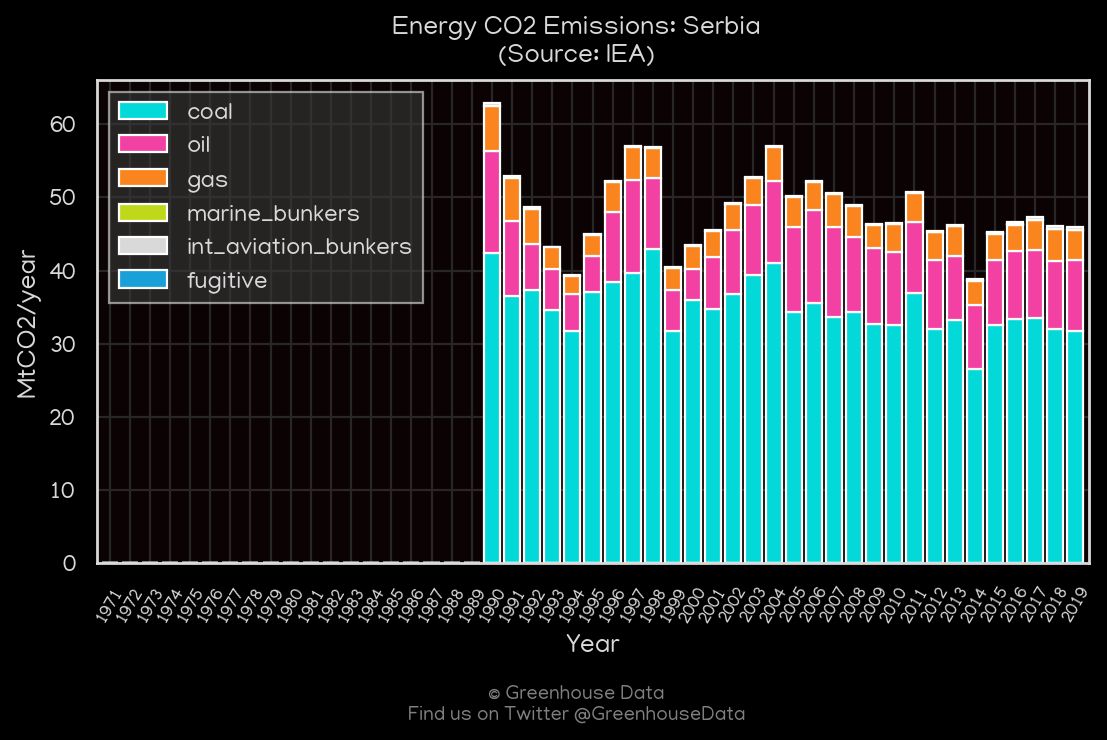 Energy CO2 Emissions: Serbia
(Source: IEA)
coal
oil
gas
marine_bunkers
int_aviation_bunkers
fugitive
MtCO2/year
60
50
40
30
20
10
0
1971 1972 1973 1974 1975 1976 1977 1978 1979 1980 1981 1982 1983 1984 1985 1986 1987 1988 1989 1990 1991 1992 1993 1994 1995 1996 1997 1998 1999 2000 2001 2002 2003 2004 2005 2006 2007 2008 2009 2010 2011 2012 2013 2014 2015 2016 2017 2018 2019
Year
© Greenhouse Data
Find us on Twitter @GreenhouseData